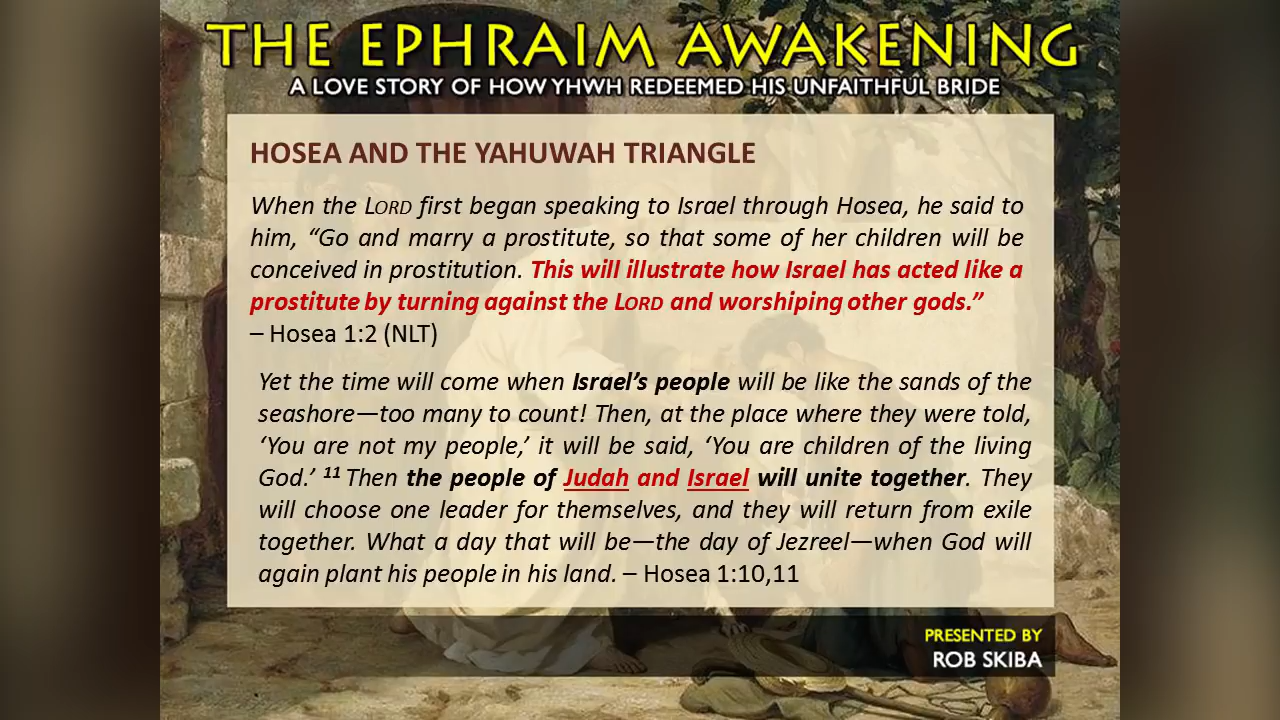 THE EPHRAIM AWAKENING
A LOVE STORY OF HOW YHWH REDEEMED HIS UNFAITHFUL BRIDE
HOSEA AND THE YAHUWAH TRIANGLE
When the LORD first began speaking to Israel through Hosea, he said to
him, “Go and marry a prostitute, so that some of her children will be
conceived in prostitution. This will illustrate how Israel has acted like a
prostitute by turning against the LORD and worshiping other gods.”
– Hosea 1:2 (NLT)
Yet the time will come when Israel’s people will be like the sands of the
seashore—too many to count! Then, at the place where they were told,
‘You are not my people,’ it will be said, ‘You are children of the living
God.’ 11 Then the people of Judah and Israel will unite together. They
will choose one leader for themselves, and they will return from exile
together. What a day that will be—the day of Jezreel—when God will
again plant his people in his land. – Hosea 1:10,11
PRESENTED BY
ROB SKIBA